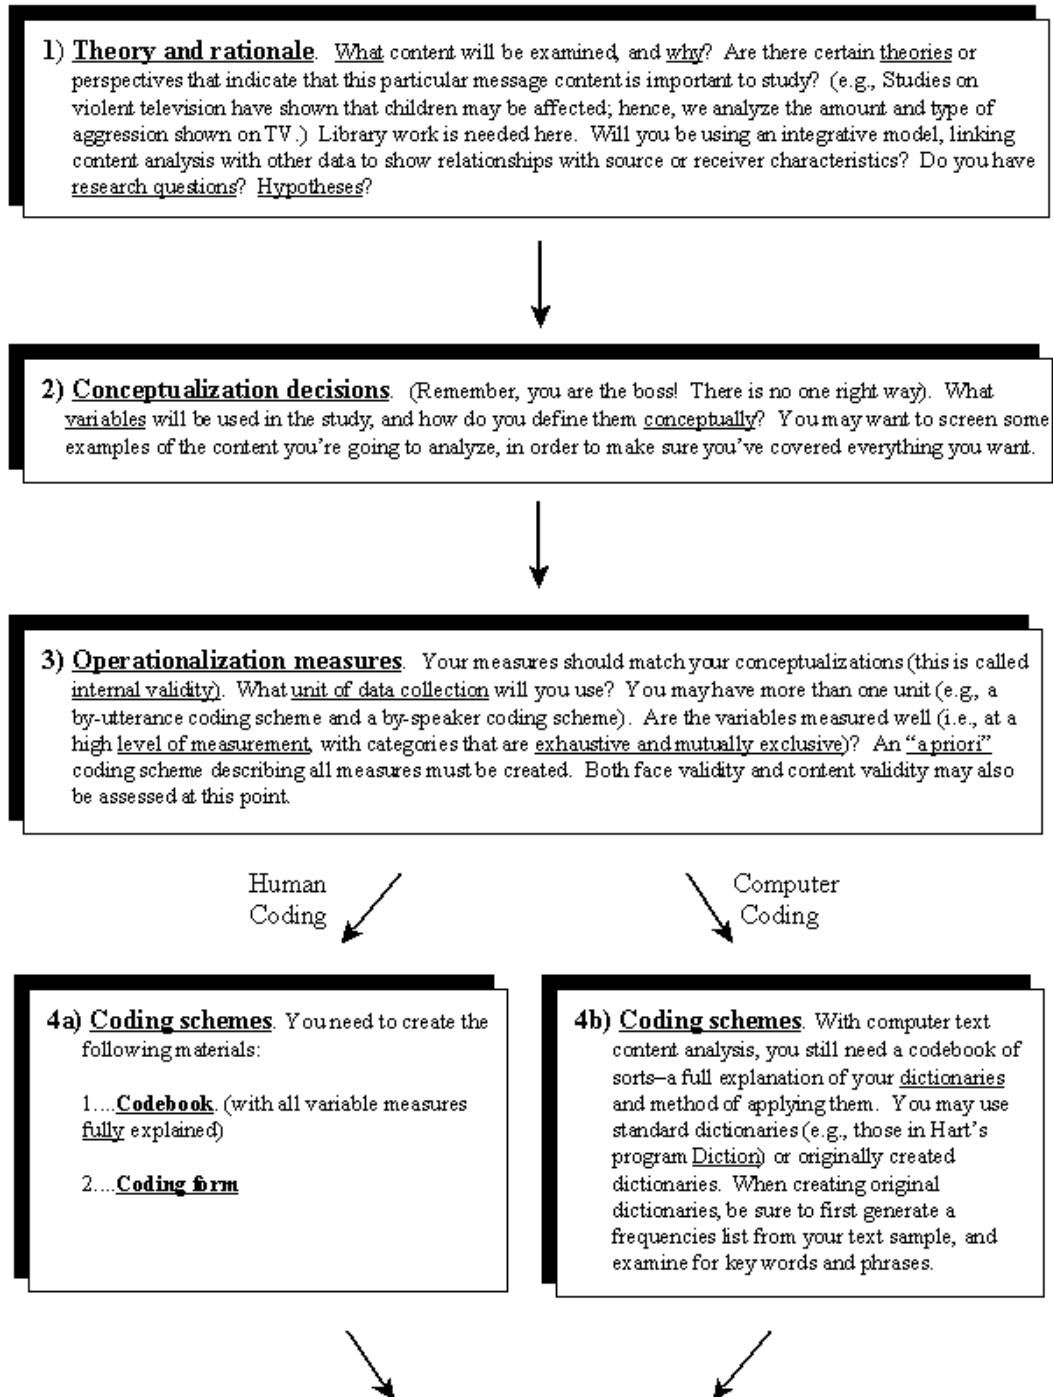 1) Theory and rationale. What content will be examined, and why? Are there certain theories or
perspectives that indicate that this particular message content is important to study? (e.g., Studies on
violent television have shown that children may be affected; hence, we analyze the amount and type of
aggression shown on TV.) Library work is needed here. Will you be using an integrative model, linking
content analysis with other data to show relationships with source or receiver characteristics? Do you have
research questions? Hypotheses?
2) Conceptualization decisions. (Remember, you are the boss! There is no one right way). What
variables will be used in the study, and how do you define them conceptually? You may want to screen some
examples of the content you're going to analyze, in order to make sure you've covered everything you want.
3) Operationalization measures. Your measures should match your conceptualizations (this is called
internal validity). What unit of data collection will you use? You may have more than one unit (e.g., a
by-utterance coding scheme and a by-speaker coding scheme). Are the variables measured well (i.e., at a
high level of measurement, with categories that are exhaustive and mutually exclusive)? An “a priori”
coding scheme describing all measures must be created. Both face validity and content validity may also
be assessed at this point.
Human
Coding
Computer
Coding
4a) Coding schemes. You need to create the
following materials:
1....Codebook. (with all variable measures
fully explained)
2....Coding form
4b) Coding schemes. With computer text
content analysis, you still need a codebook of
sorts–a full explanation of your dictionaries
and method of applying them. You may use
standard dictionaries (e.g., those in Hart's
program Diction) or originally created
dictionaries. When creating original
dictionaries, be sure to first generate a
frequencies list from your text sample, and
examine for key words and phrases.